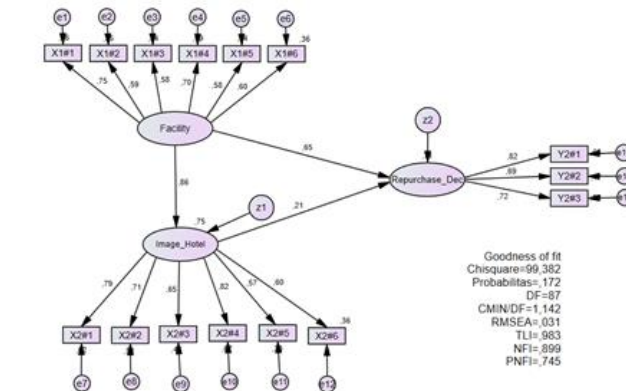 e1 e2 e3 e4 e5 e6
X1#1 X1#2 X1#3 X1#4 X1#5 X1#6 ,36
,75 ,59 ,58 ,70 ,58 ,60
Facility
z2
,65
,82 Y2#1
Repurchase_Dec ,69 Y2#2
,72 Y2#3
,86
z1
,21
,75
Image_Hotel
,79 ,71 ,65 ,82 ,57 ,60
,36
X2#1 X2#2 X2#3 X2#4 X2#5 X2#6
e7 e8 e9 e10 e11 e12
Goodness of fit
Chisquare=99,382
Probabilitas=,172
DF=87
CMIN/DF=1,142
RMSEA=,031
TLI=,983
NFI=,899
PNFI=,745